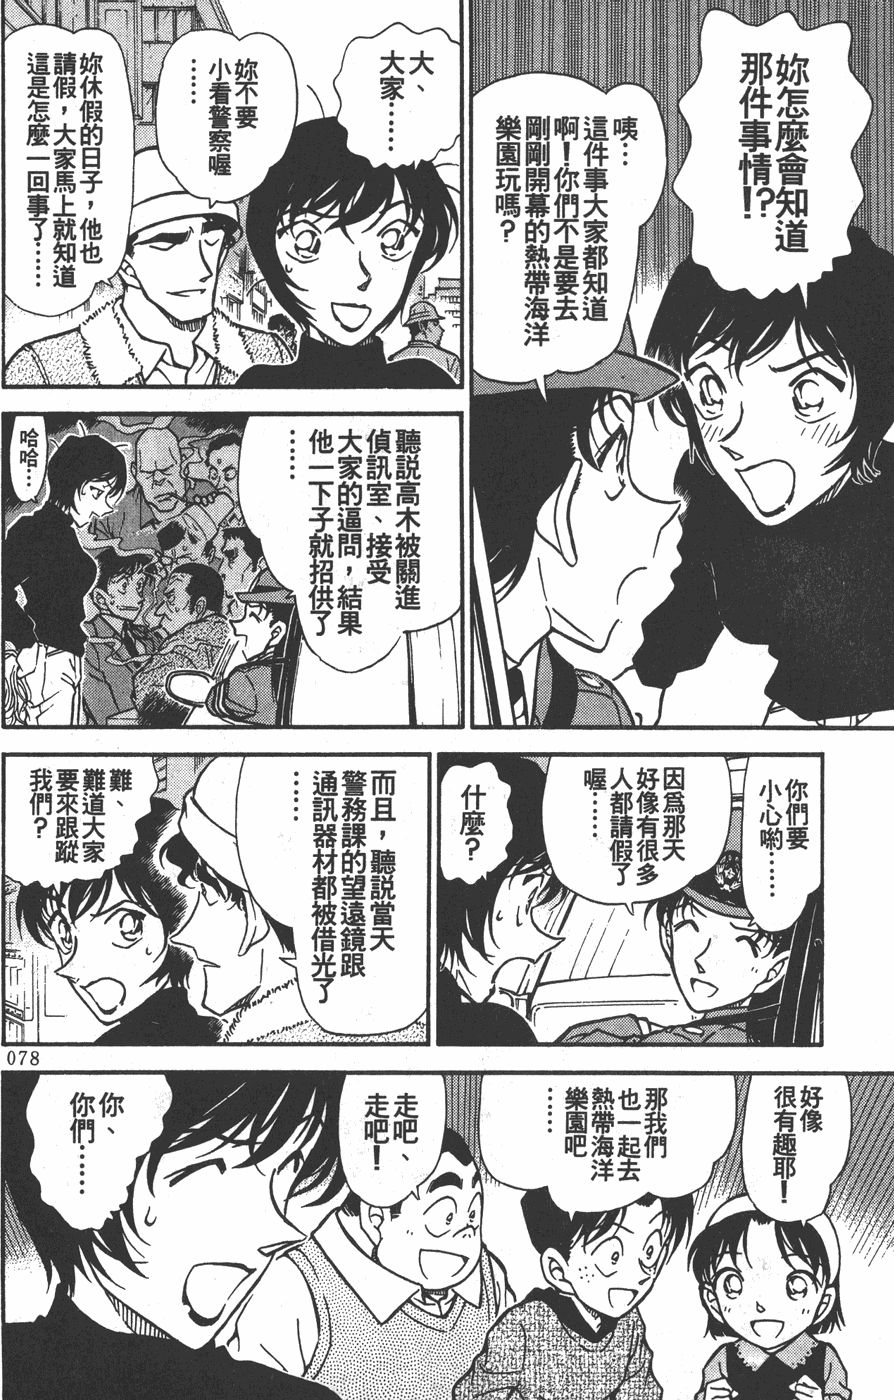 妳怎麼會知道
那件事情!?
咦…
這件事大家都知道
啊!你們不是要去
剛剛開幕的熱帶海洋
樂園玩嗎?
大、
大家……
妳不要
小看警察喔
……
妳休假的日子,他也
請假,大家馬上就知道
這是怎麼一回事了……
聽說高木被關進
偵訊室、接受
大家的逼問,結果
他一下子就招供了
……
哈哈…
你們要
小心喲……
因為那天
好像有很多
人都請假了
喔……
什麼?
而且,聽說當天
警務課的望遠鏡跟
通訊器材都被借光了
……
難、
難道大家
要來跟蹤
我們?
078
好像
很有趣耶!
那我們
也一起去
熱帶海洋
樂園吧
……
走吧、
走吧!
你、
你們……